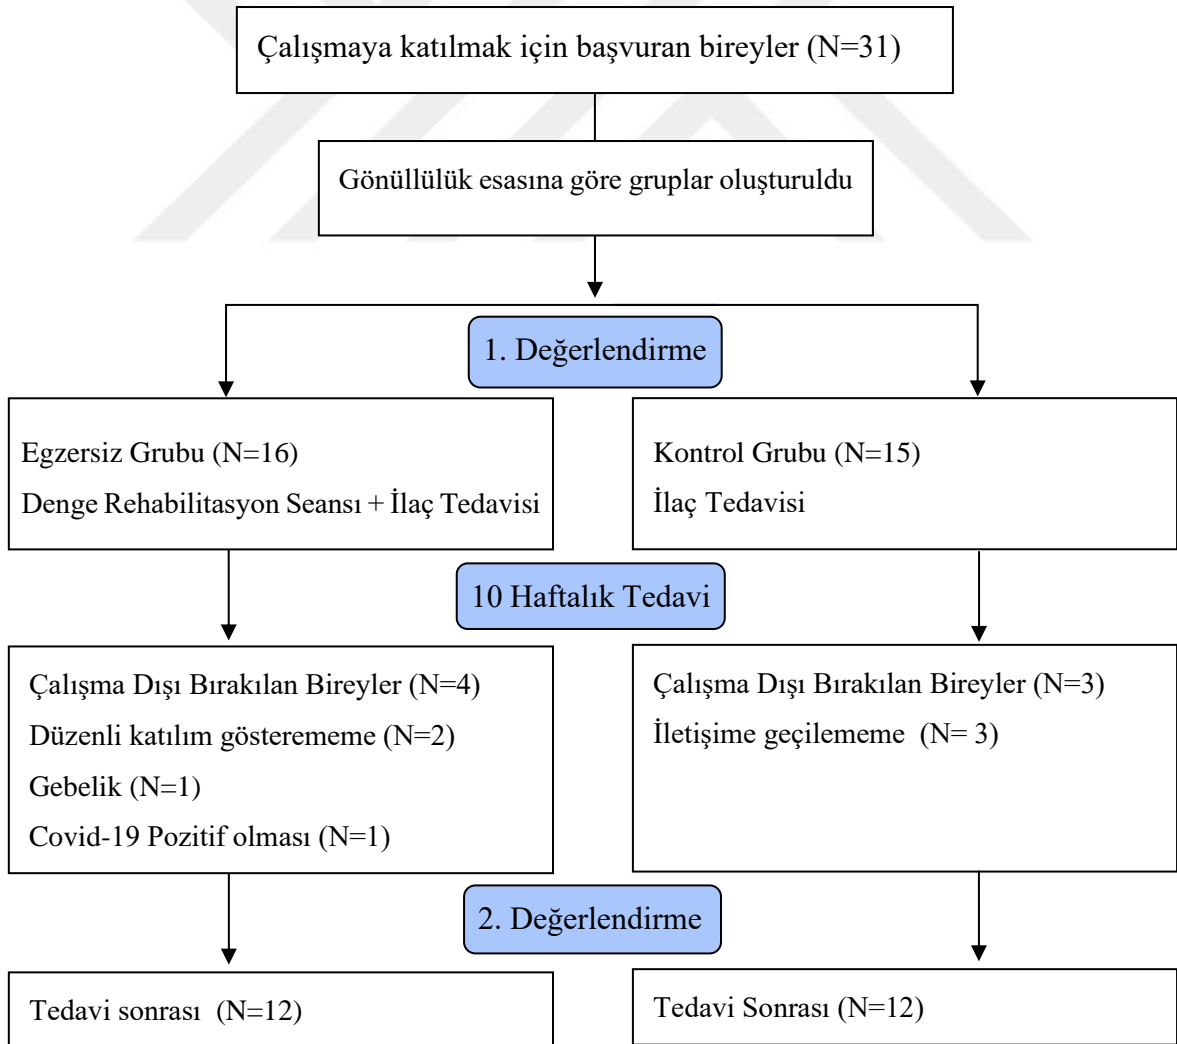 Çalışmaya katılmak için başvuran bireyler (N=31)
Gönüllülük esasına göre gruplar oluşturuldu
1. Değerlendirme
Egzersiz Grubu (N=16)
Denge Rehabilitasyon Seansı + İlaç Tedavisi
Kontrol Grubu (N=15)
İlaç Tedavisi
10 Haftalık Tedavi
Çalışma Dışı Bırakılan Bireyler (N=4)
Düzenli katılım gösterememe (N=2)
Gebelik (N=1)
Covid-19 Pozitif olması (N=1)
Çalışma Dışı Bırakılan Bireyler (N=3)
İletişime geçilememe (N= 3)
2. Değerlendirme
Tedavi sonrası (N=12)
Tedavi Sonrası (N=12)